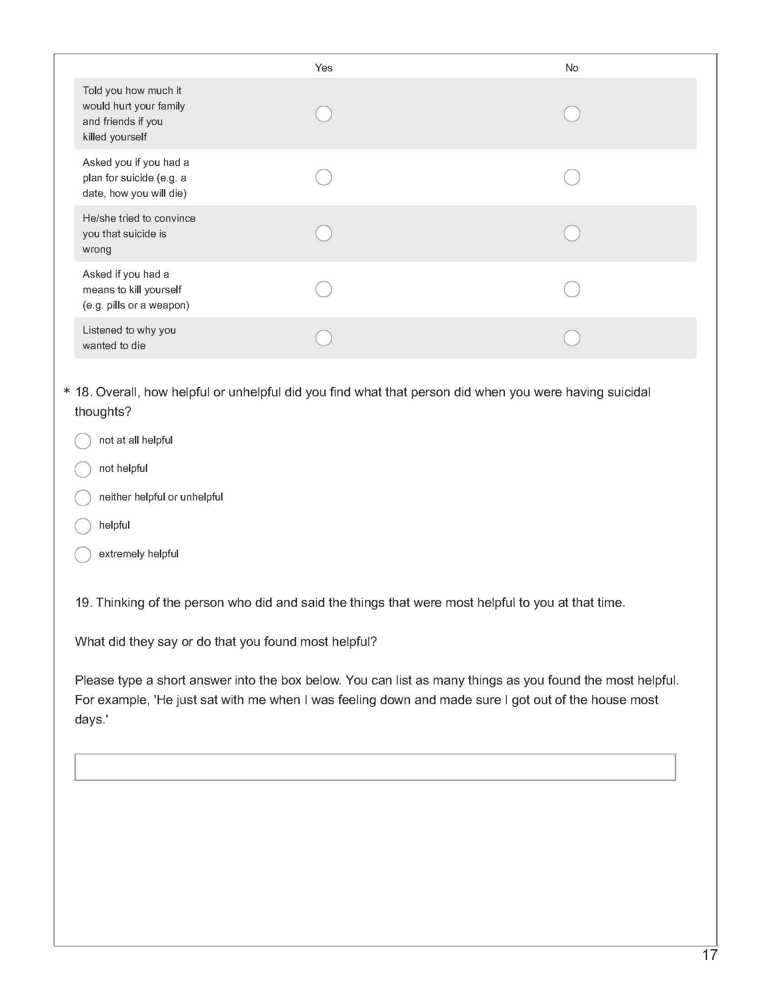 Yes No
Told you how much it
would hurt your family
and friends if you
killed yourself
Asked you if you had a
plan for suicide (e.g. a
date, how you will die)
He/she tried to convince
you that suicide is
wrong
Asked if you had a
means to kill yourself
(e.g. pills or a weapon)
Listened to why you
wanted to die
* 18. Overall, how helpful or unhelpful did you find what that person did when you were having suicidal
thoughts?
not at all helpful
not helpful
neither helpful or unhelpful
helpful
extremely helpful
19. Thinking of the person who did and said the things that were most helpful to you at that time.
What did they say or do that you found most helpful?
Please type a short answer into the box below. You can list as many things as you found the most helpful.
For example, 'He just sat with me when I was feeling down and made sure I got out of the house most
days.'
17